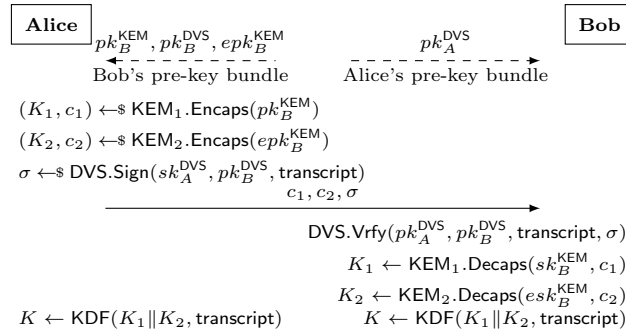 Alice Bob
pk_B^KEM, pk_B^DVS, epk_B^KEM pk_A^DVS
Bob's pre-key bundle Alice's pre-key bundle
(K_1, c_1) ←$ KEM_1.Encaps(pk_B^KEM)
(K_2, c_2) ←$ KEM_2.Encaps(epk_B^KEM)
σ ←$ DVS.Sign(sk_A^DVS, pk_B^DVS, transcript)
c_1, c_2, σ
DVS.Vrfy(pk_A^DVS, pk_B^DVS, transcript, σ)
K_1 ← KEM_1.Decaps(sk_B^KEM, c_1)
K_2 ← KEM_2.Decaps(esk_B^KEM, c_2)
K ← KDF(K_1‖K_2, transcript) K ← KDF(K_1‖K_2, transcript)